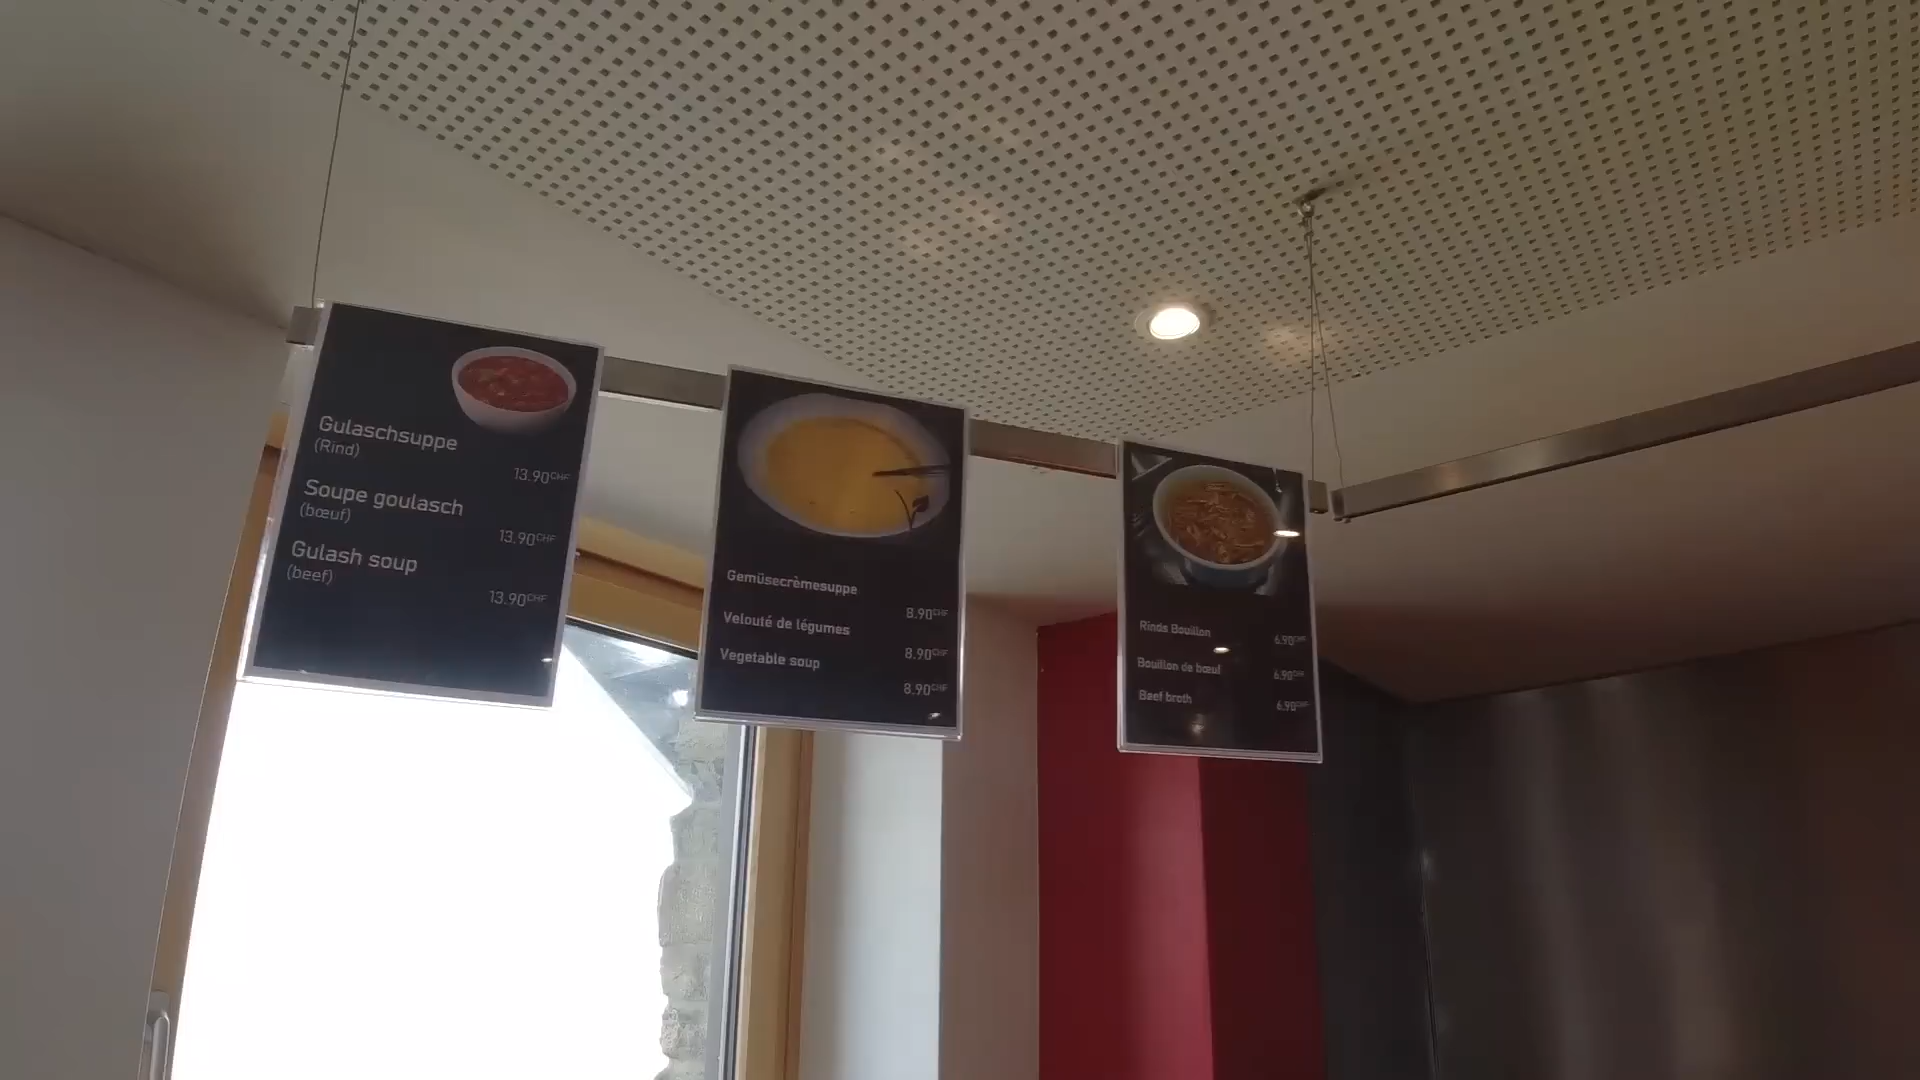 Gulaschsuppe
(Rind)
13.90CHF
Soupe goulasch
(bœuf)
13.90CHF
Gulash soup
(beef)
13.90CHF
Gemüsecrèmesuppe
8.90CHF
Velouté de légumes
8.90CHF
Vegetable soup
8.90CHF
Rinds Bouillon
6.90CHF
Bouillon de bœuf
6.90CHF
Beef broth
6.90CHF